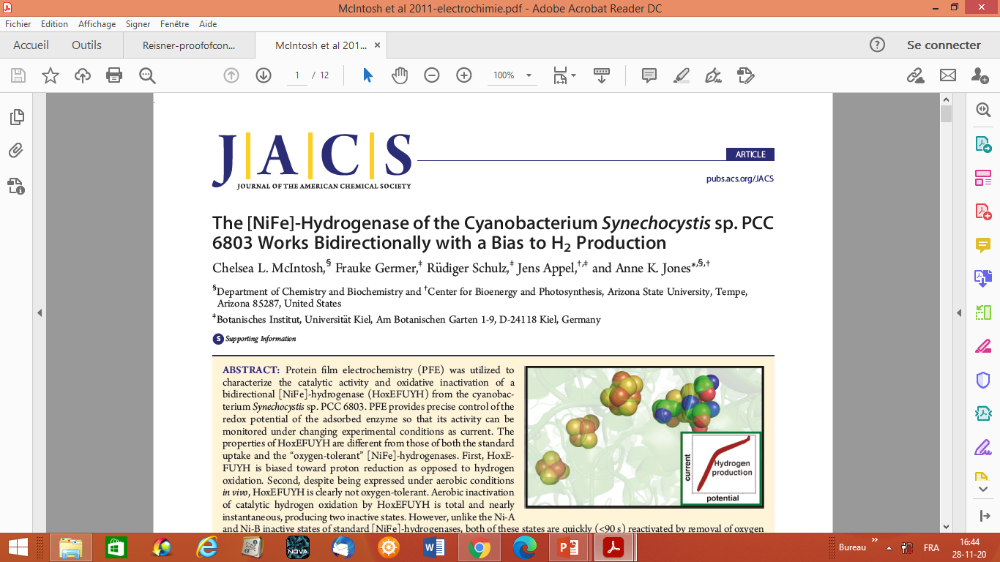 McIntosh et al 2011-electrochimie.pdf - Adobe Acrobat Reader DC
Fichier Edition Affichage Signer Fenêtre Aide
Accueil Outils Reisner-proofofcon... McIntosh et al 201... × Se connecter
1 / 12 100%
J|A|C|S
JOURNAL OF THE AMERICAN CHEMICAL SOCIETY
ARTICLE
pubs.acs.org/JACS
The [NiFe]-Hydrogenase of the Cyanobacterium Synechocystis sp. PCC
6803 Works Bidirectionally with a Bias to H₂ Production
Chelsea L. McIntosh,§ Frauke Germer,‡ Rüdiger Schulz,‡ Jens Appel,†,‡ and Anne K. Jones*,§,†
§Department of Chemistry and Biochemistry and †Center for Bioenergy and Photosynthesis, Arizona State University, Tempe,
Arizona 85287, United States
‡Botanisches Institut, Universität Kiel, Am Botanischen Garten 1-9, D-24118 Kiel, Germany
S Supporting Information
ABSTRACT: Protein film electrochemistry (PFE) was utilized to
characterize the catalytic activity and oxidative inactivation of a
bidirectional [NiFe]-hydrogenase (HoxEFUYH) from the cyanobac-
terium Synechocystis sp. PCC 6803. PFE provides precise control of the
redox potential of the adsorbed enzyme so that its activity can be
monitored under changing experimental conditions as current. The
properties of HoxEFUYH are different from those of both the standard
uptake and the “oxygen-tolerant” [NiFe]-hydrogenases. First, HoxE-
FUYH is biased toward proton reduction as opposed to hydrogen
oxidation. Second, despite being expressed under aerobic conditions
in vivo, HoxEFUYH is clearly not oxygen-tolerant. Aerobic inactivation
of catalytic hydrogen oxidation by HoxEFUYH is total and nearly
instantaneous, producing two inactive states. However, unlike the Ni-A
and Ni-B inactive states of standard [NiFe]-hydrogenases, both of these states are quickly (<90 s) reactivated by removal of oxygen
current
Hydrogen
production
potential
NOVA
Bureau » FRA 16:44
28-11-20